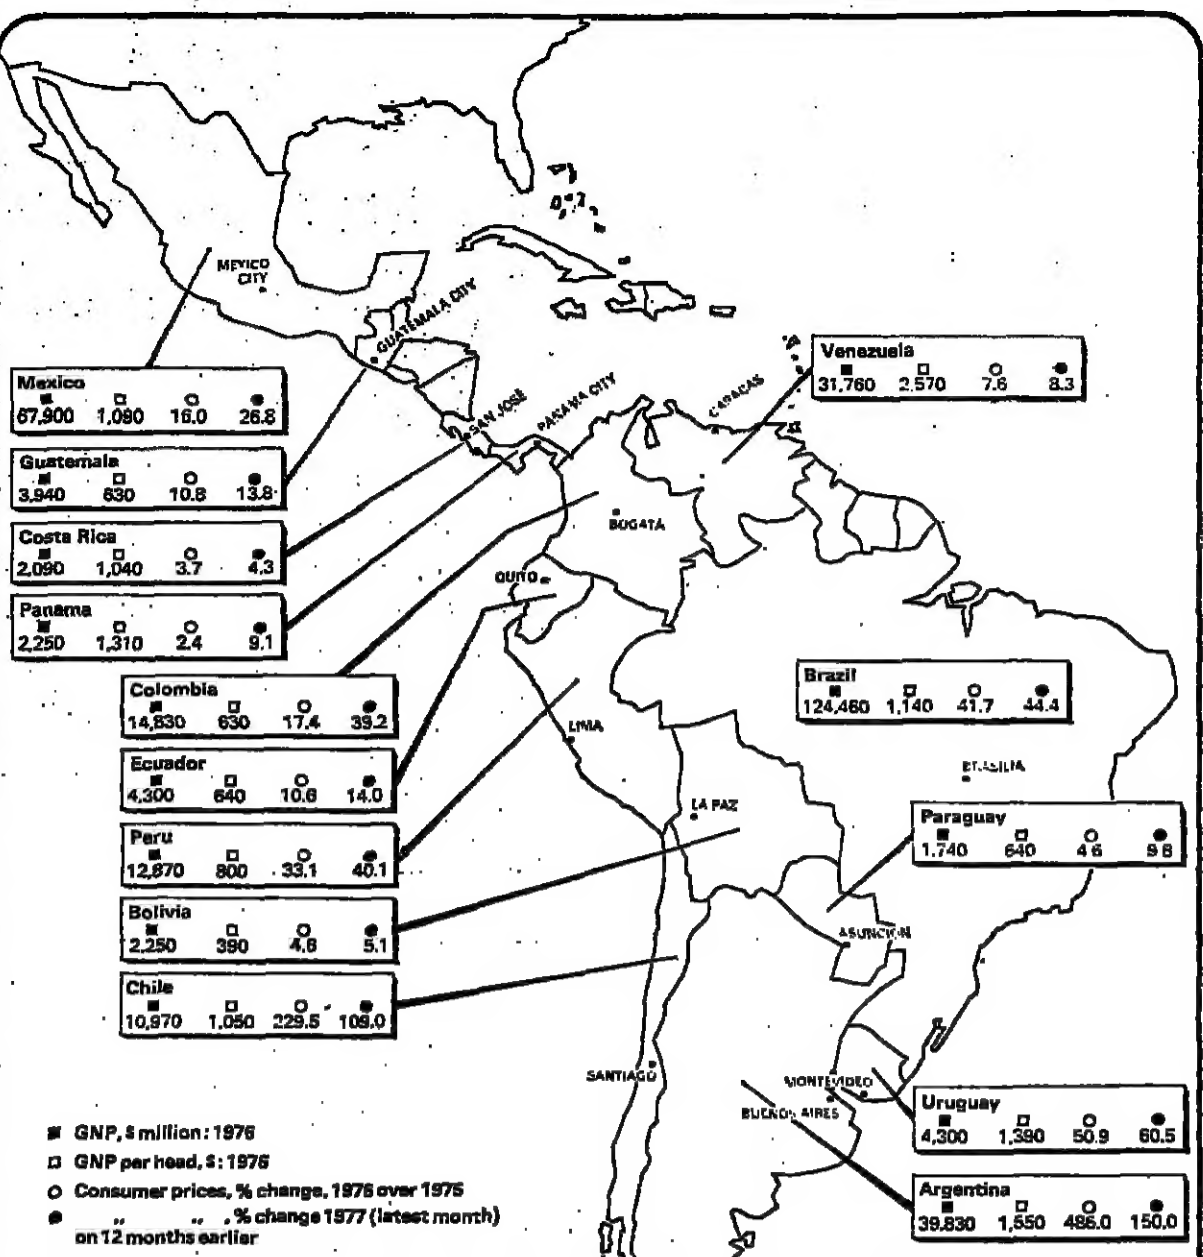 MEXICO
CITY
GUATEMALA CITY
SAN JOSÉ
PANAMA CITY
CARACAS
Mexico
67,900 1,090 16.0 26.8
Guatemala
3,940 630 10.8 13.8
Costa Rica
2,090 1,040 3.7 4.3
Panama
2,250 1,310 2.4 9.1
Venezuela
31,760 2,570 7.6 8.3
BOGATA
QUITO
Colombia
14,830 630 17.4 39.2
Ecuador
4,300 640 10.6 14.0
Peru
12,870 800 33.1 40.1
Bolivia
2,250 390 4.6 5.1
Chile
10,970 1,050 229.5 109.0
LIMA
LA PAZ
Brazil
124,460 1,140 41.7 44.4
BRASILIA
Paraguay
1,740 640 4 6 9 8
ASUNCION
SANTIAGO
MONTEVIDEO
BUENOS AIRES
Uruguay
4,300 1,390 50.9 60.5
Argentina
39,830 1,550 486.0 150.0
■ GNP, $ million: 1976
□ GNP per head, $: 1976
○ Consumer prices, % change, 1976 over 1975
● ,, ,, , % change 1977 (latest month)
on 12 months earlier